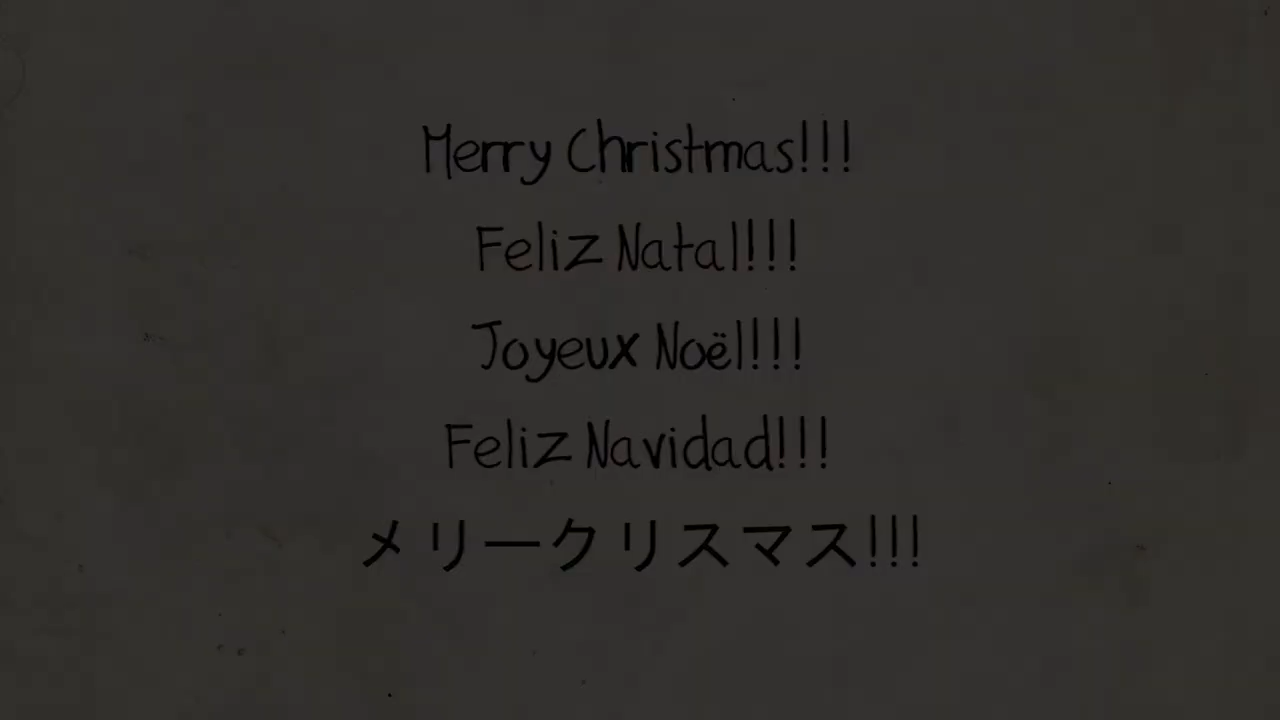 Merry Christmas!!!
Feliz Natal!!!
Joyeux Noël!!!
Feliz Navidad!!!
メリークリスマス!!!